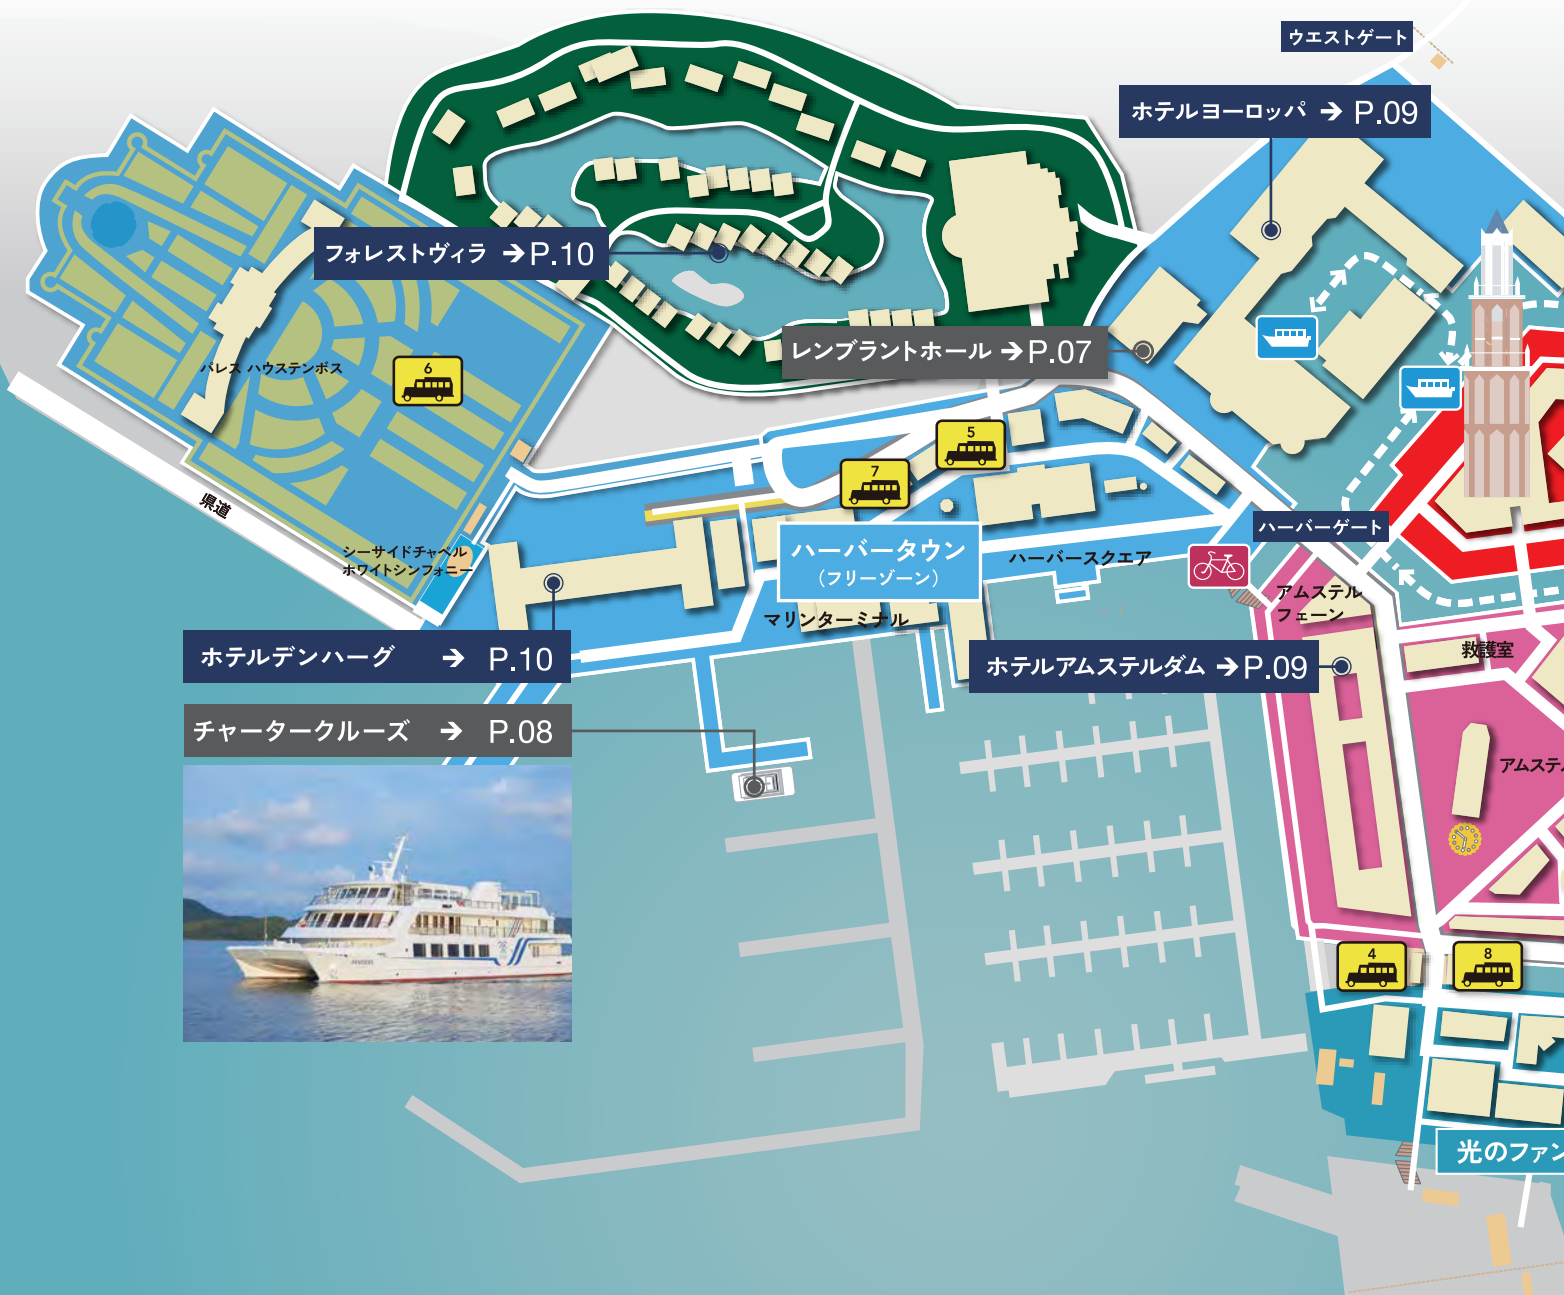 ウエストゲート
ホテルヨーロッパ → P.09
フォレストヴィラ → P.10
レンブラントホール → P.07
パレス ハウステンボス
6
5
7
県道
シーサイドチャペル
ホワイトシンフォニー
ハーバータウン
(フリーゾーン)
ハーバースクエア
ハーバーゲート
マリンターミナル
アムステル
フェーン
救護室
ホテルデンハーグ → P.10
ホテルアムステルダム → P.09
チャータークルーズ → P.08
アムステル
4
8
光のファン